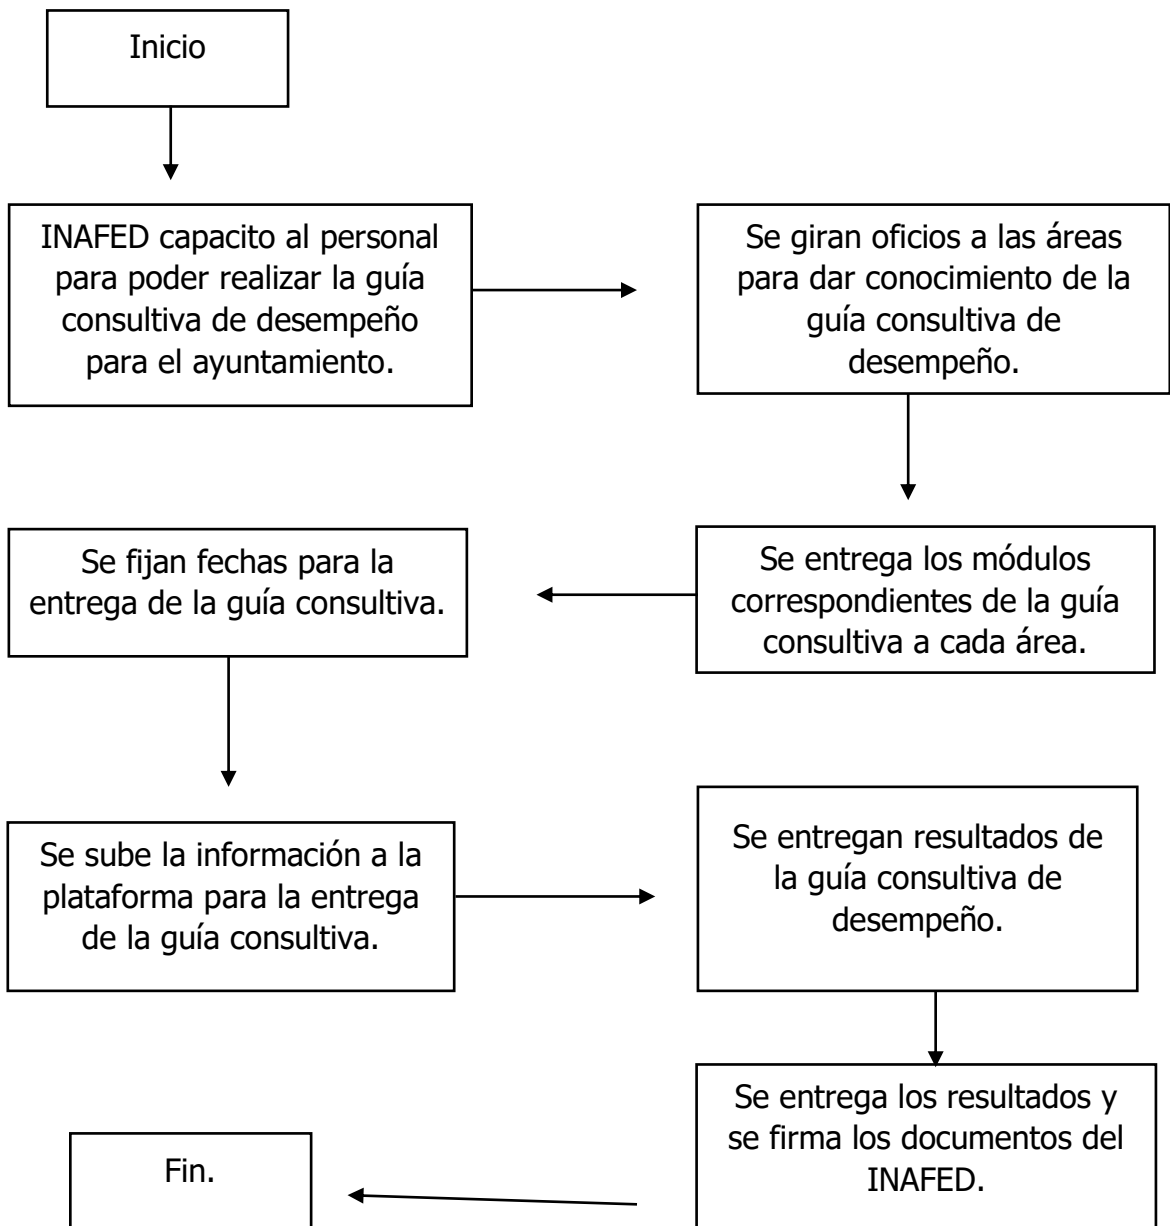 Inicio
INAFED capacito al personal
para poder realizar la guía
consultiva de desempeño
para el ayuntamiento.
Se giran oficios a las áreas
para dar conocimiento de la
guía consultiva de
desempeño.
Se entrega los módulos
correspondientes de la guía
consultiva a cada área.
Se fijan fechas para la
entrega de la guía consultiva.
Se sube la información a la
plataforma para la entrega
de la guía consultiva.
Se entregan resultados de
la guía consultiva de
desempeño.
Se entrega los resultados y
se firma los documentos del
INAFED.
Fin.